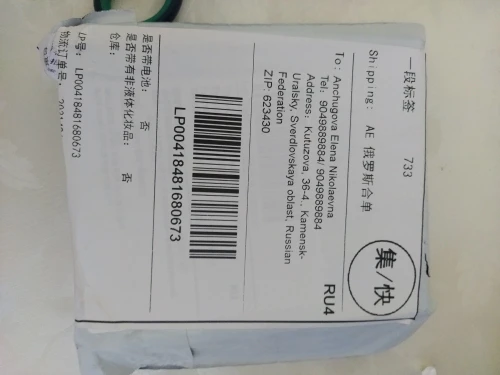 一段标签 733
Shipping: AE 俄罗斯合单
集/快
To: Anchugova Elena Nikolaevna
Tel: 9049889884/ 9049889884
Address: Kutuzova, 36-4., Kamensk-
Uralsky, Sverdlovskaya oblast, Russian
Federation
ZIP: 623430
RU4
LP00418481680673
是否带电池: 否
是否带有非液体化妆品: 否
仓库:
LP号: LP00418481680673
物流订单号: